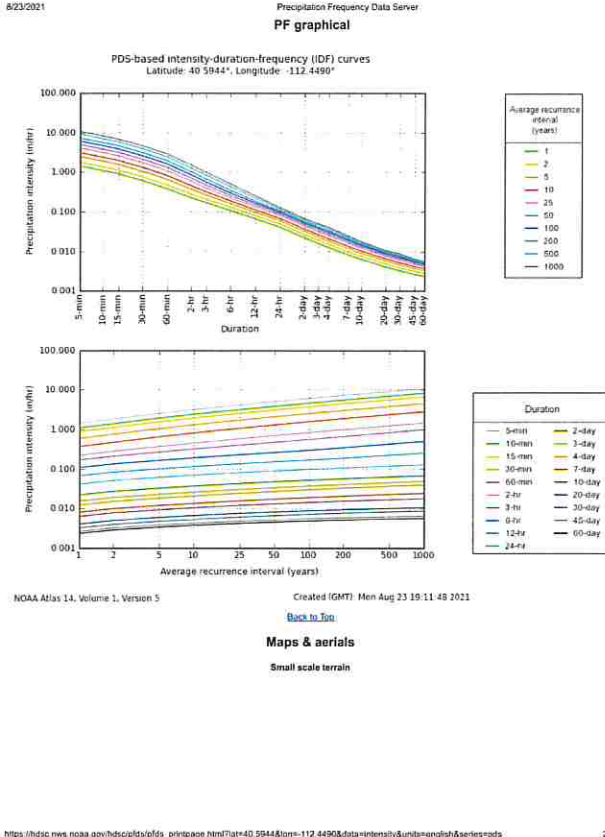 8/23/2021 Precipitation Frequency Data Server
PF graphical
PDS-based intensity-duration-frequency (IDF) curves
Latitude: 40.5944°, Longitude: -112.4490°
100.000
10.000
1.000
0.100
0.010
0.001
Precipitation intensity (in/hr)
5-min
10-min
15-min
30-min
60-min
2-hr
3-hr
6-hr
12-hr
24-hr
2-day
3-day
4-day
7-day
10-day
20-day
30-day
45-day
60-day
Duration
Average recurrence
interval
(years)
1
2
5
10
25
50
100
200
500
1000
100.000
10.000
1.000
0.100
0.010
0.001
Precipitation intensity (in/hr)
1 2 5 10 25 50 100 200 500 1000
Average recurrence interval (years)
Duration
5-min 2-day
10-min 3-day
15-min 4-day
30-min 7-day
60-min 10-day
2-hr 20-day
3-hr 30-day
6-hr 45-day
12-hr 60-day
24-hr
NOAA Atlas 14, Volume 1, Version 5 Created (GMT): Mon Aug 23 19:11:48 2021
Back to Top
Maps & aerials
Small scale terrain
https://hdsc.nws.noaa.gov/hdsc/pfds/pfds_printpage.html?lat=40.5944&lon=-112.4490&data=intensity&units=english&series=pds